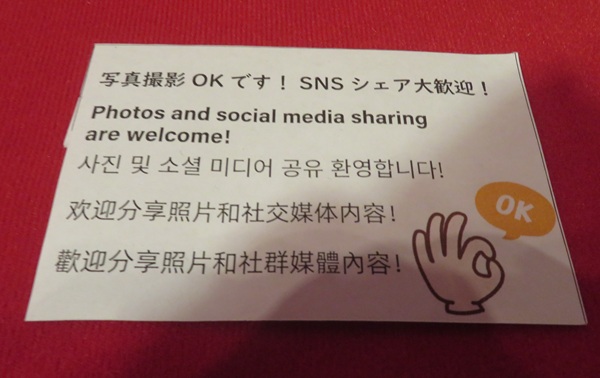 写真撮影 OK です！ SNS シェア大歓迎！
Photos and social media sharing
are welcome!
사진 및 소셜 미디어 공유 환영합니다!
欢迎分享照片和社交媒体内容！
歡迎分享照片和社群媒體內容！
OK